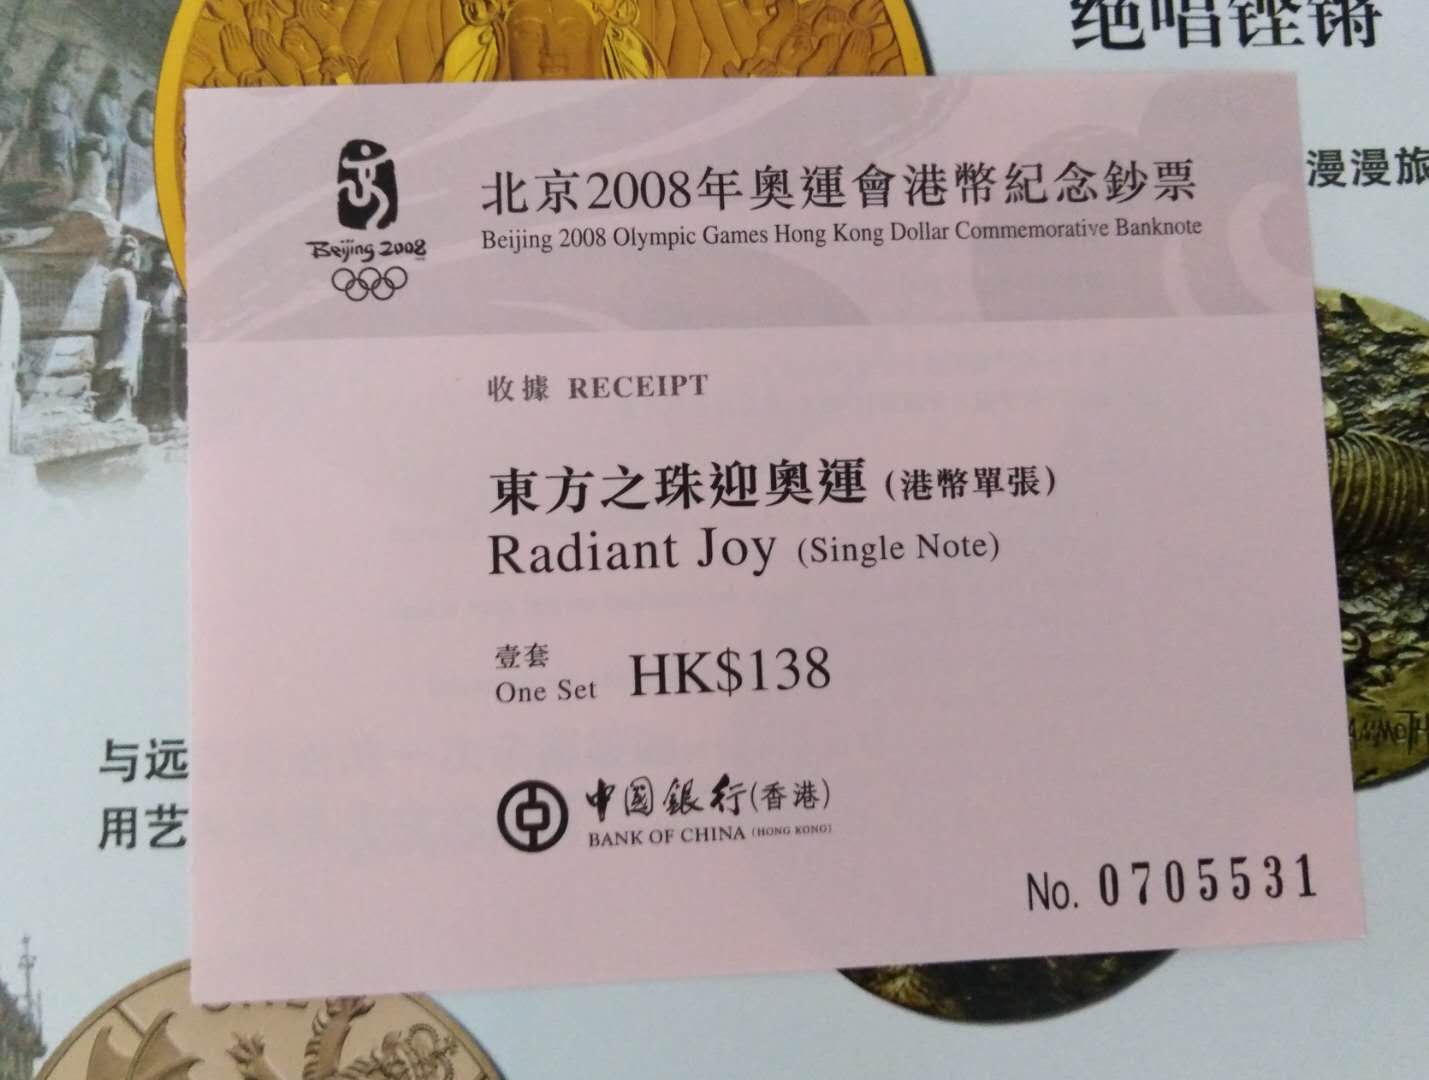 绝唱铿锵
漫漫旅
Beijing 2008
北京2008年奧運會港幣紀念鈔票
Beijing 2008 Olympic Games Hong Kong Dollar Commemorative Banknote
收據 RECEIPT
東方之珠迎奧運 (港幣單張)
Radiant Joy (Single Note)
壹套
One Set HK$138
与远
用艺
中國銀行(香港)
BANK OF CHINA (HONG KONG)
No. 0705531